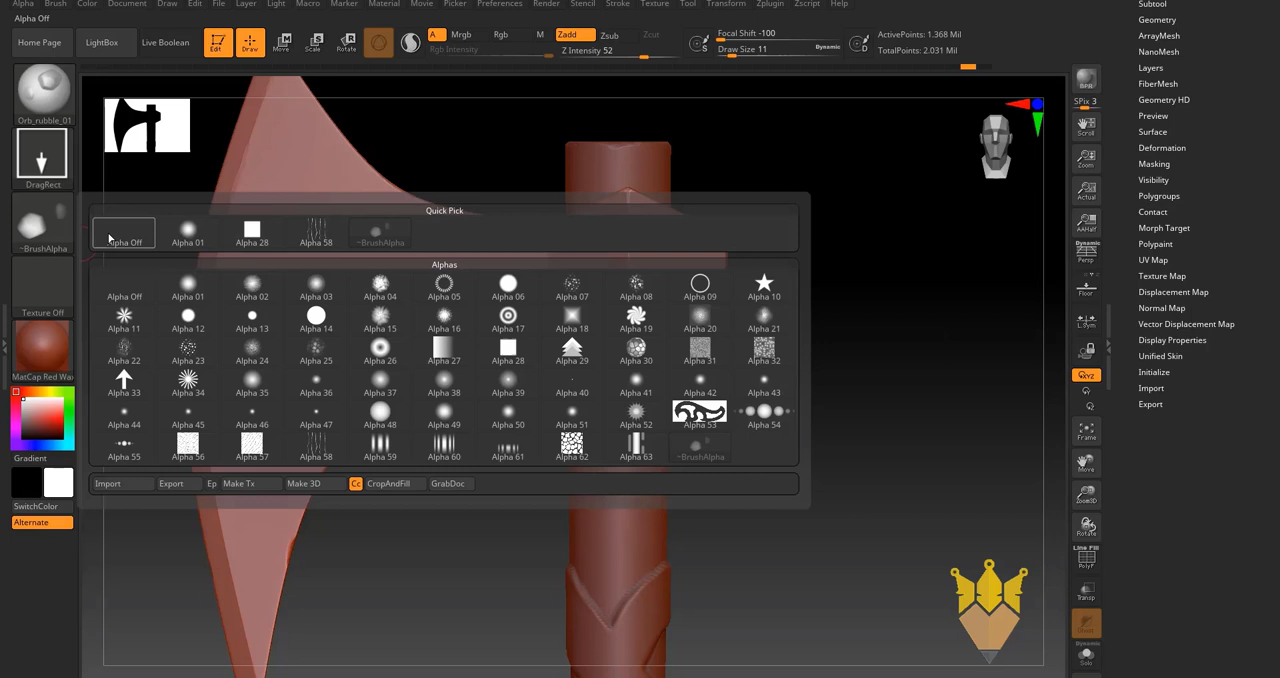 Alpha Brush Color Document Draw Edit File Layer Light Macro Marker Material Movie Picker Preferences Render Stencil Stroke Texture Tool Transform Zplugin Zscript Help
Alpha Off
Home Page LightBox Live Boolean Edit Draw Move Scale Rotate A Mrgb Rgb M Zadd Zsub Zcut Focal Shift -100 ActivePoints: 1.368 Mil
Rgb Intensity Z Intensity 52 S Draw Size 11 Dynamic D TotalPoints: 2.031 Mil
Orb_rubble_01
DragRect
~BrushAlpha
Texture Off
MatCap Red Wa
Gradient
SwitchColor
Alternate
Quick Pick
Alpha Off Alpha 01 Alpha 28 Alpha 58 ~BrushAlpha
Alphas
Alpha Off Alpha 01 Alpha 02 Alpha 03 Alpha 04 Alpha 05 Alpha 06 Alpha 07 Alpha 08 Alpha 09 Alpha 10
Alpha 11 Alpha 12 Alpha 13 Alpha 14 Alpha 15 Alpha 16 Alpha 17 Alpha 18 Alpha 19 Alpha 20 Alpha 21
Alpha 22 Alpha 23 Alpha 24 Alpha 25 Alpha 26 Alpha 27 Alpha 28 Alpha 29 Alpha 30 Alpha 31 Alpha 32
Alpha 33 Alpha 34 Alpha 35 Alpha 36 Alpha 37 Alpha 38 Alpha 39 Alpha 40 Alpha 41 Alpha 42 Alpha 43
Alpha 44 Alpha 45 Alpha 46 Alpha 47 Alpha 48 Alpha 49 Alpha 50 Alpha 51 Alpha 52 Alpha 53 Alpha 54
Alpha 55 Alpha 56 Alpha 57 Alpha 58 Alpha 59 Alpha 60 Alpha 61 Alpha 62 Alpha 63 ~BrushAlpha
Import Export Ep Make Tx Make 3D Cc CropAndFill GrabDoc
BPR
SPix 3
Scroll
Zoom
Actual
AAHalf
Dynamic
Persp
Floor
L.Sym
XYZ
Frame
Move
Zoom3D
Rotate
Line Fill
PolyF
Transp
Ghost
Dynamic
Solo
Subtool
Geometry
ArrayMesh
NanoMesh
Layers
FiberMesh
Geometry HD
Preview
Surface
Deformation
Masking
Visibility
Polygroups
Contact
Morph Target
Polypaint
UV Map
Texture Map
Displacement Map
Normal Map
Vector Displacement Map
Display Properties
Unified Skin
Initialize
Import
Export